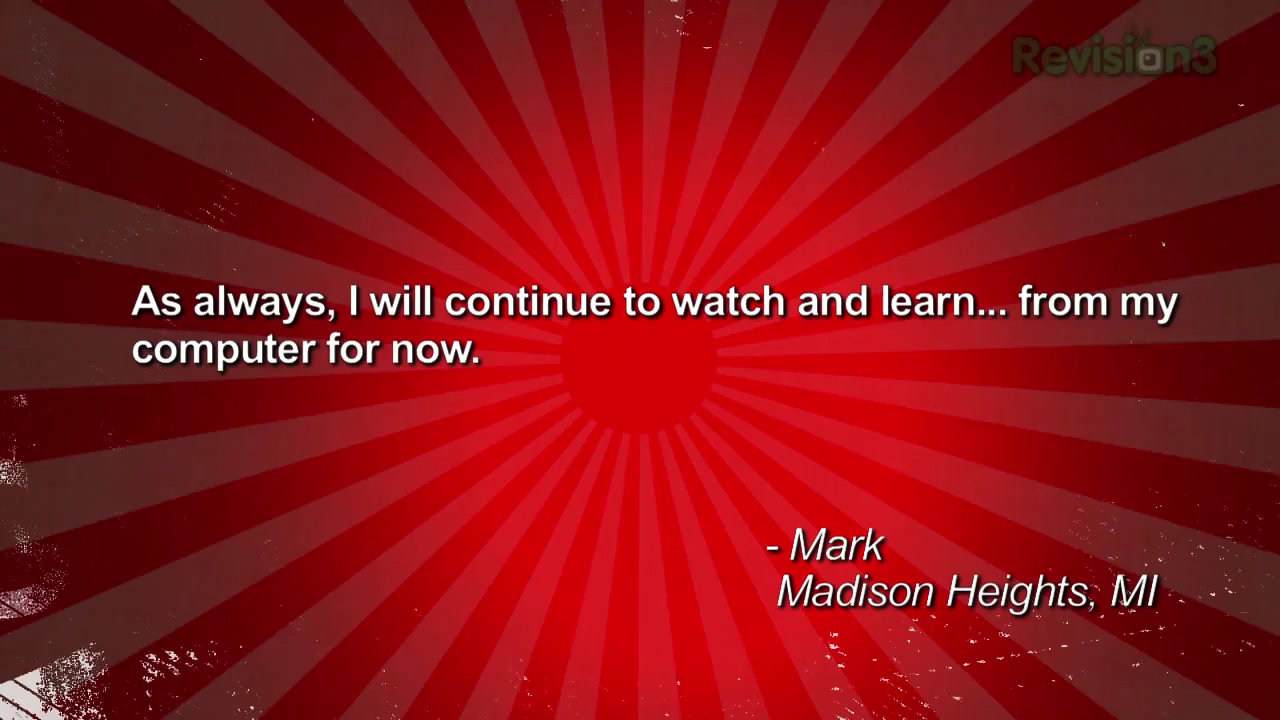 Revision3
As always, I will continue to watch and learn... from my
computer for now.
- Mark
Madison Heights, MI